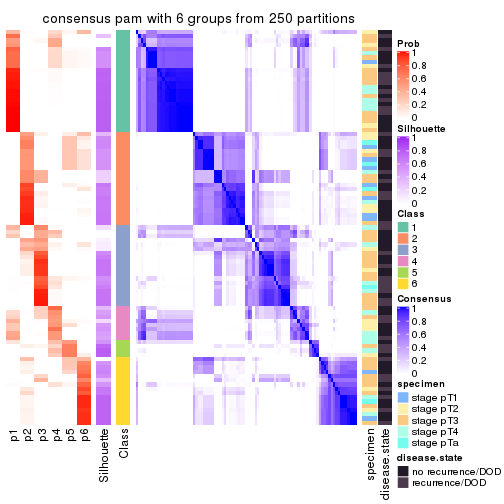 consensus pam with 6 groups from 250 partitions
p1
p2
p3
p4
p5
p6
Silhouette
Class
specimen
disease.state
Prob
1
0.8
0.6
0.4
0.2
0
Silhouette
1
0.8
0.6
0.4
0.2
0
Class
1
2
3
4
5
6
Consensus
1
0.8
0.6
0.4
0.2
0
specimen
stage pT1
stage pT2
stage pT3
stage pT4
stage pTa
disease.state
no recurrence/DOD
recurrence/DOD